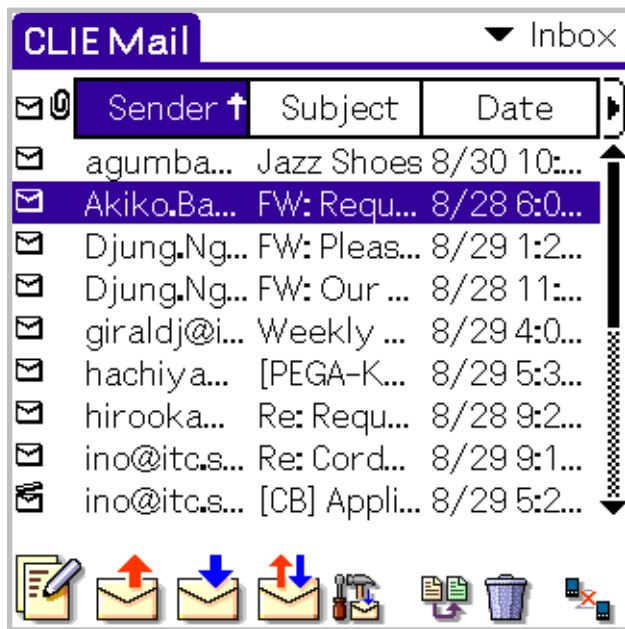 CLIE Mail Inbox
Sender Subject Date
agumba... Jazz Shoes 8/30 10:...
Akiko.Ba... FW: Requ... 8/28 6:0...
Djung.Ng... FW: Pleas... 8/29 1:2...
Djung.Ng... FW: Our ... 8/28 11:...
giraldj@i... Weekly ... 8/29 4:0...
hachiya... [PEGA-K... 8/29 5:3...
hirooka... Re: Requ... 8/28 9:2...
ino@itc.s... Re: Cord... 8/29 9:1...
ino@itc.s... [CB] Appli... 8/29 5:2...